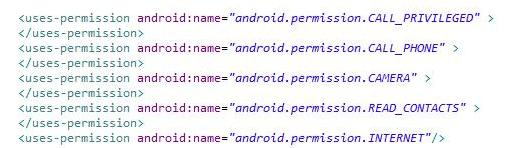 <uses-permission android:name="android.permission.CALL_PRIVILEGED" >
</uses-permission>
<uses-permission android:name="android.permission.CALL_PHONE" >
</uses-permission>
<uses-permission android:name="android.permission.CAMERA" >
</uses-permission>
<uses-permission android:name="android.permission.READ_CONTACTS" >
</uses-permission>
<uses-permission android:name="android.permission.INTERNET"/>